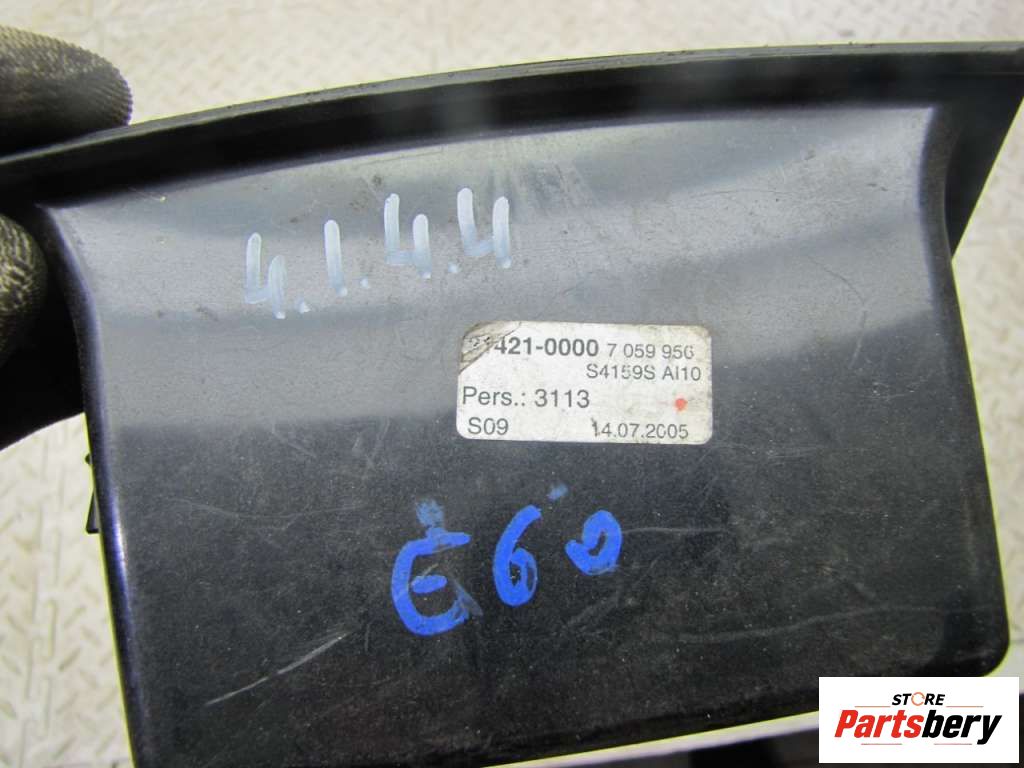 4.1.4.4
421-0000 7 059 956
S4159S AI10
Pers.: 3113
S09 14.07.2005
E60
STORE
Partsbery